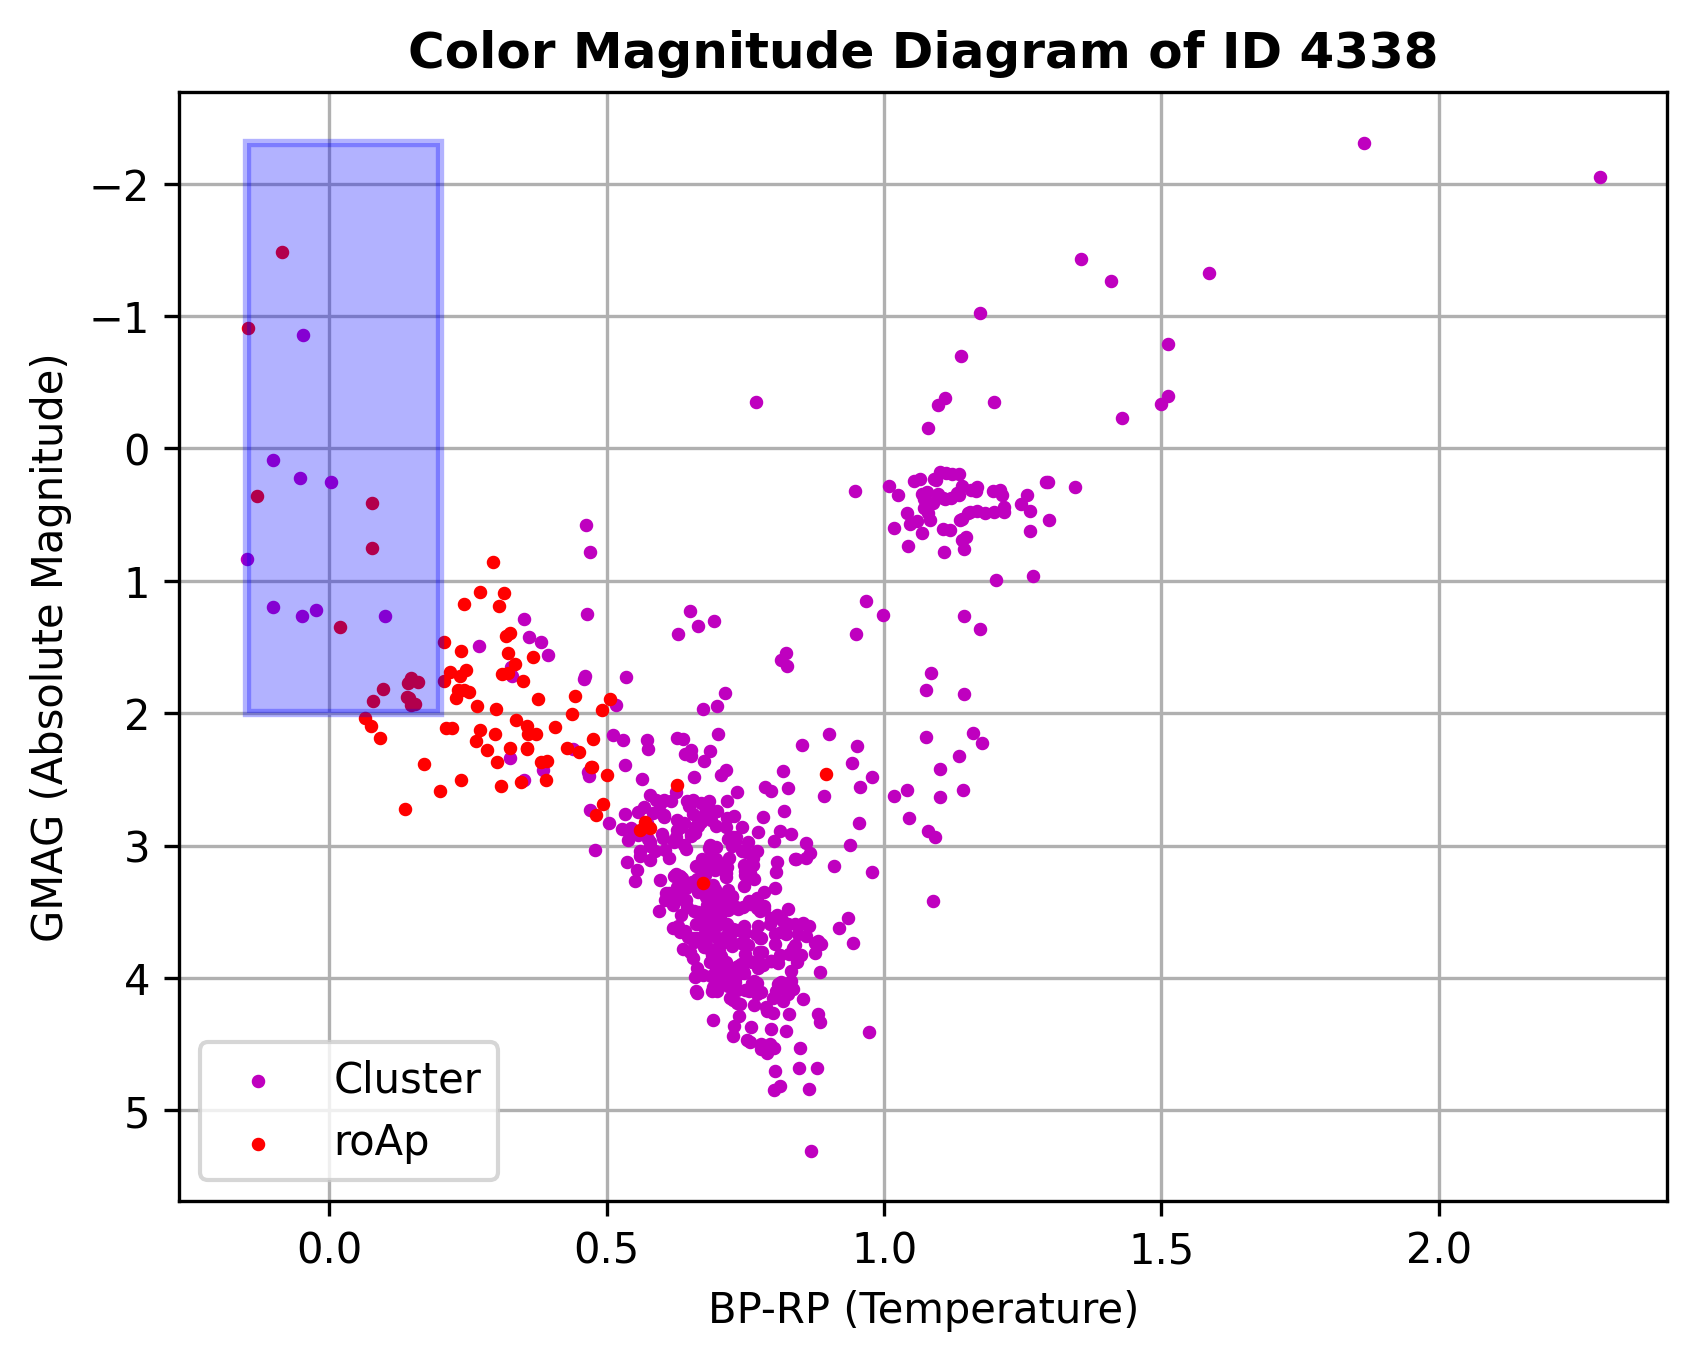 Color Magnitude Diagram of ID 4338
GMAG (Absolute Magnitude)
−2
−1
0
1
2
3
4
5
Cluster
roAp
0.0 0.5 1.0 1.5 2.0
BP-RP (Temperature)